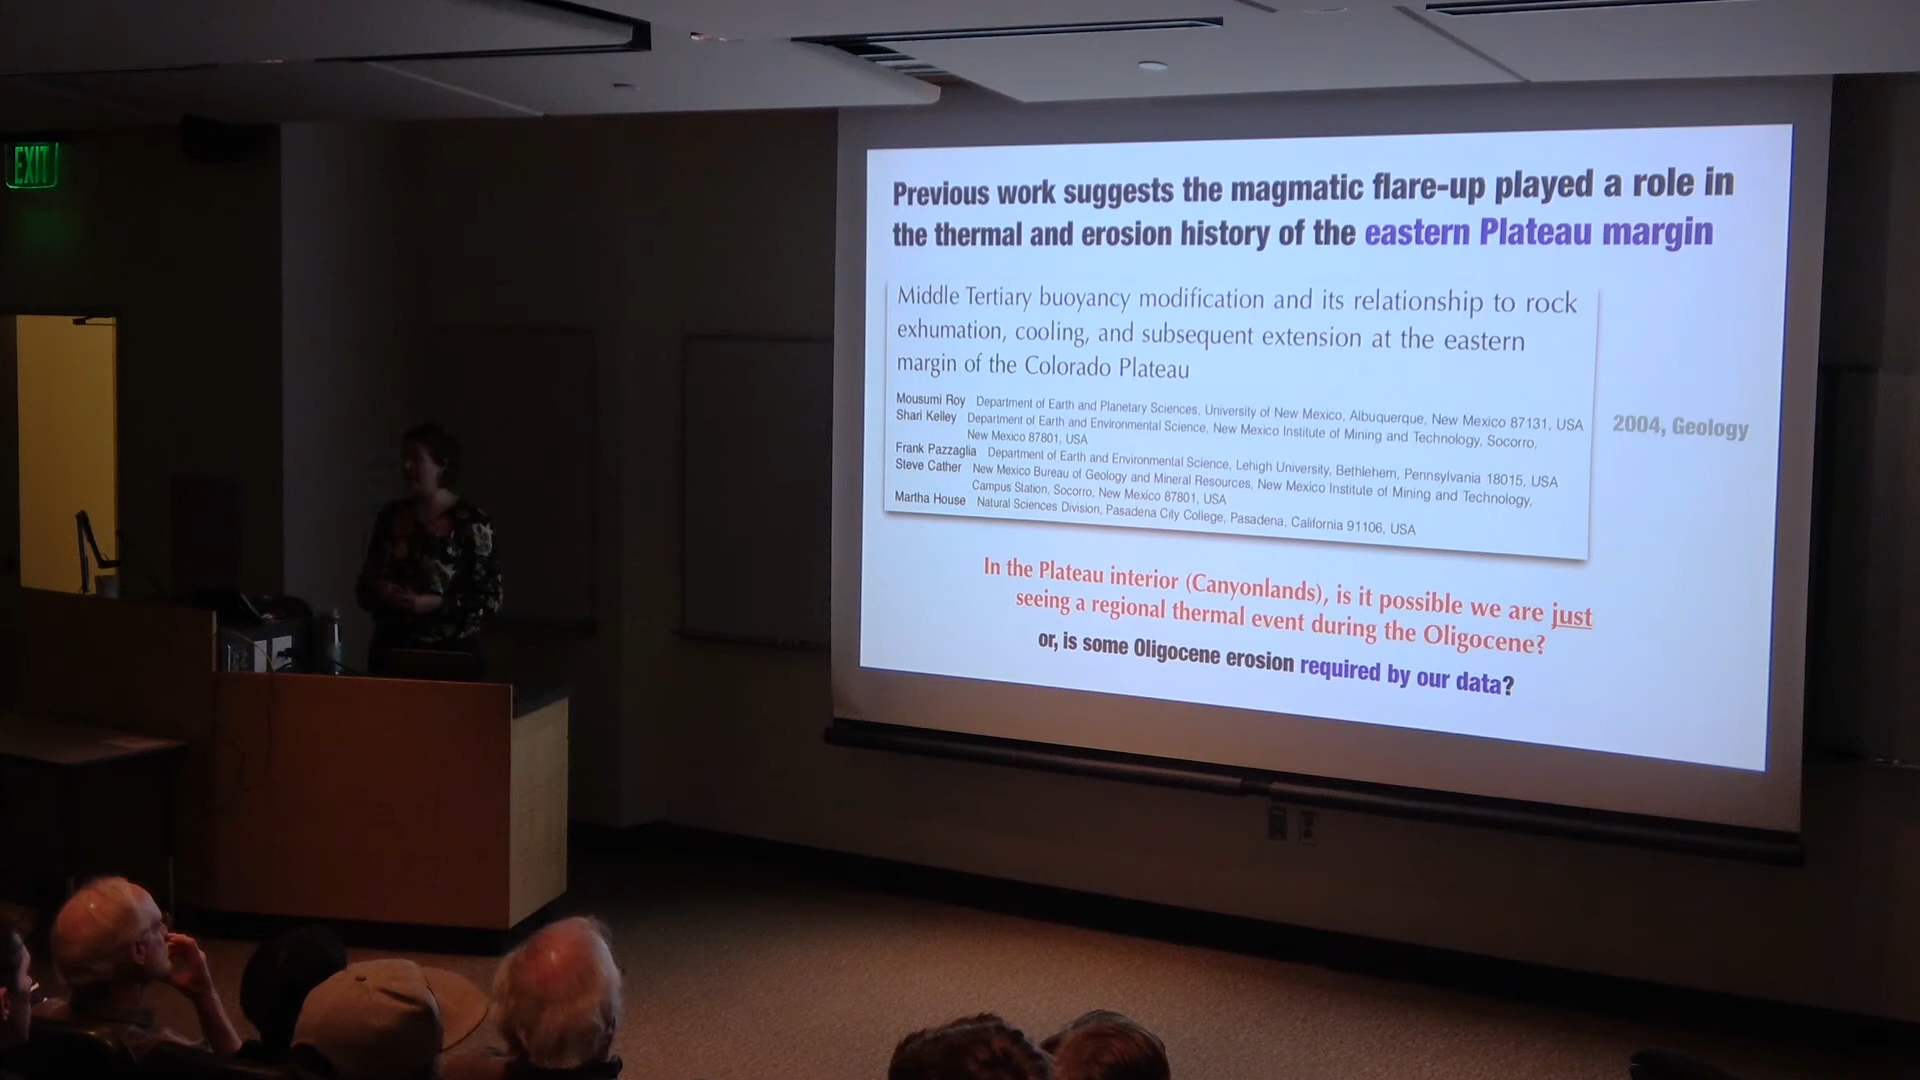 EXIT
Previous work suggests the magmatic flare-up played a role in
the thermal and erosion history of the eastern Plateau margin
Middle Tertiary buoyancy modification and its relationship to rock
exhumation, cooling, and subsequent extension at the eastern
margin of the Colorado Plateau
Mousumi Roy Department of Earth and Planetary Sciences, University of New Mexico, Albuquerque, New Mexico 87131, USA
Shari Kelley Department of Earth and Environmental Science, New Mexico Institute of Mining and Technology, Socorro,
New Mexico 87801, USA
Frank Pazzaglia Department of Earth and Environmental Science, Lehigh University, Bethlehem, Pennsylvania 18015, USA
Steve Cather New Mexico Bureau of Geology and Mineral Resources, New Mexico Institute of Mining and Technology,
Campus Station, Socorro, New Mexico 87801, USA
Martha House Natural Sciences Division, Pasadena City College, Pasadena, California 91106, USA
2004, Geology
In the Plateau interior (Canyonlands), is it possible we are just
seeing a regional thermal event during the Oligocene?
or, is some Oligocene erosion required by our data?